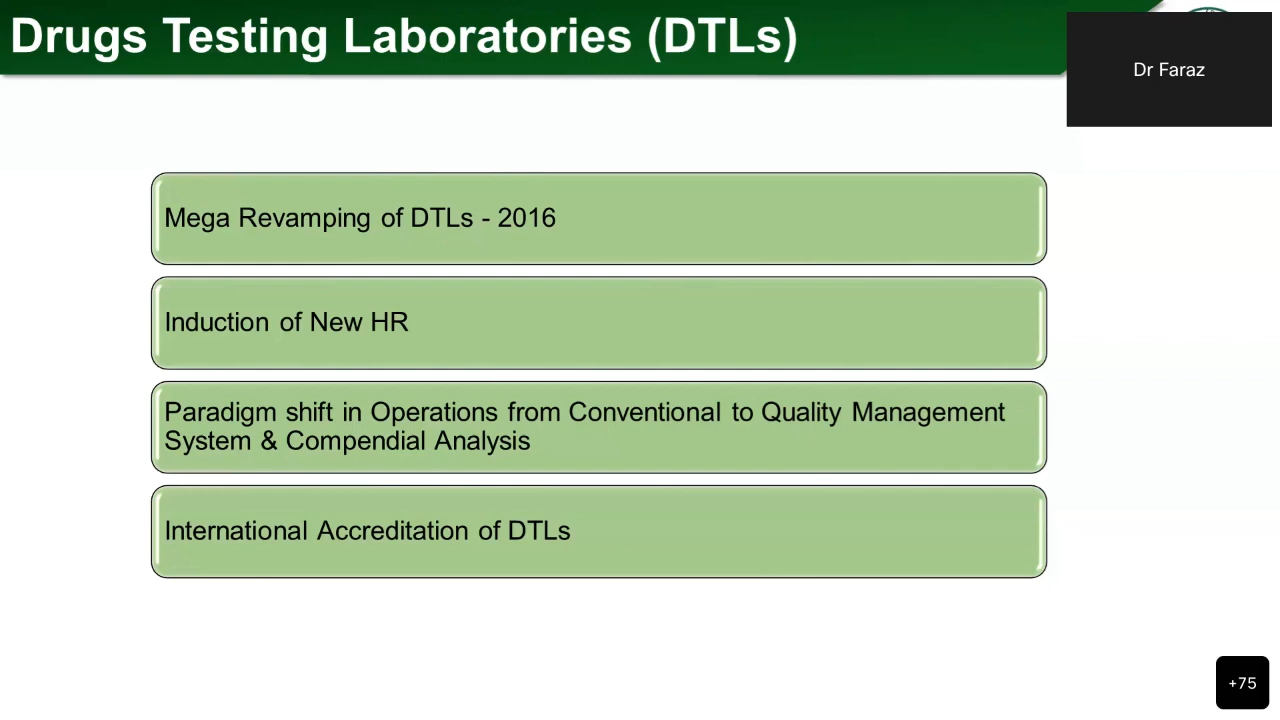 Drugs Testing Laboratories (DTLs)
Dr Faraz
Mega Revamping of DTLs - 2016
Induction of New HR
Paradigm shift in Operations from Conventional to Quality Management
System & Compendial Analysis
International Accreditation of DTLs
+75